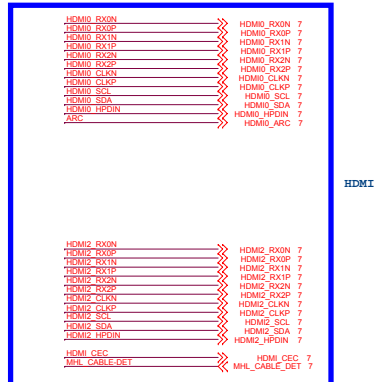 HDMI0_RX0N HDMI0_RX0N 7
HDMI0_RX0P HDMI0_RX0P 7
HDMI0_RX1N HDMI0_RX1N 7
HDMI0_RX1P HDMI0_RX1P 7
HDMI0_RX2N HDMI0_RX2N 7
HDMI0_RX2P HDMI0_RX2P 7
HDMI0_CLKN HDMI0_CLKN 7
HDMI0_CLKP HDMI0_CLKP 7
HDMI0_SCL HDMI0_SCL 7
HDMI0_SDA HDMI0_SDA 7
HDMI0_HPDIN HDMI0_HPDIN 7
ARC HDMI0_ARC 7
HDMI
HDMI2_RX0N HDMI2_RX0N 7
HDMI2_RX0P HDMI2_RX0P 7
HDMI2_RX1N HDMI2_RX1N 7
HDMI2_RX1P HDMI2_RX1P 7
HDMI2_RX2N HDMI2_RX2N 7
HDMI2_RX2P HDMI2_RX2P 7
HDMI2_CLKN HDMI2_CLKN 7
HDMI2_CLKP HDMI2_CLKP 7
HDMI2_SCL HDMI2_SCL 7
HDMI2_SDA HDMI2_SDA 7
HDMI2_HPDIN HDMI2_HPDIN 7
HDMI_CEC HDMI_CEC 7
MHL_CABLE-DET MHL_CABLE_DET 7